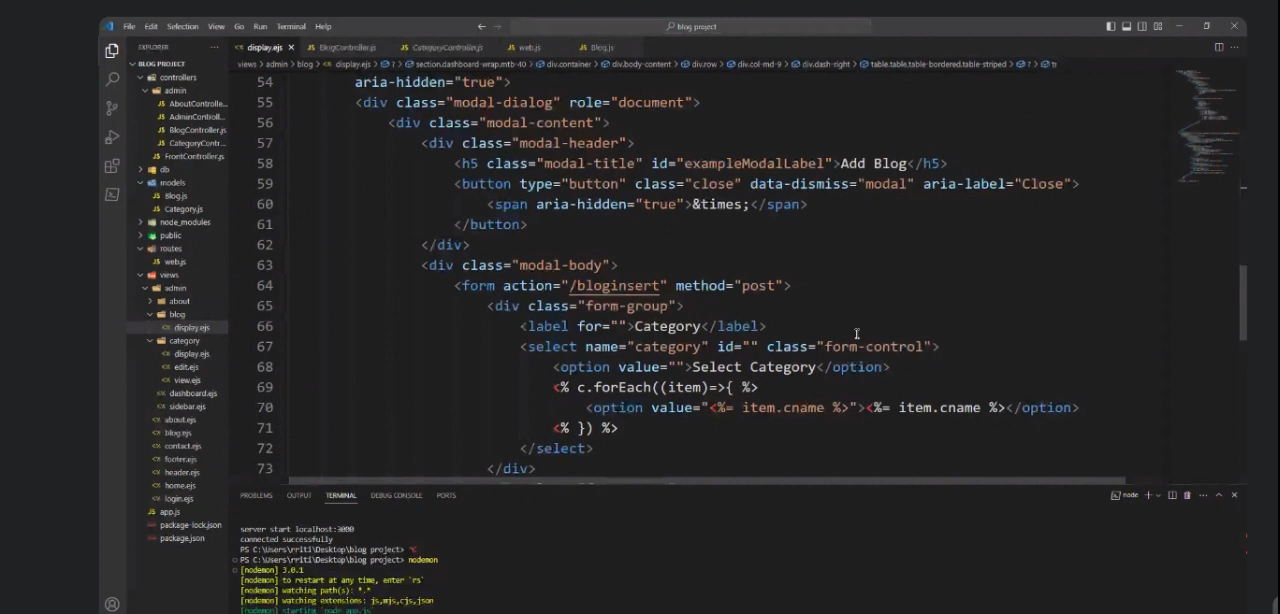 File Edit Selection View Go Run Terminal Help
blog project
EXPLORER
display.ejs
BlogController.js
CategoryController.js
web.js
Blog.js
BLOG PROJECT
views > admin > blog > display.ejs > ? > section.dashboard-wrap.mtb-40 > div.container > div.body-content > div.row > div.col-md-9 > div.dash-right > table.table.table-bordered.table-striped > ? > tr
controllers
admin
AboutControlle...
AdminControll...
BlogController.js
CategoryContr...
FrontController.js
db
models
Blog.js
Category.js
node_modules
public
routes
web.js
views
admin
about
blog
display.ejs
category
display.ejs
edit.ejs
view.ejs
dashboard.ejs
sidebar.ejs
about.ejs
blog.ejs
contact.ejs
footer.ejs
header.ejs
home.ejs
login.ejs
app.js
package-lock.json
package.json
54 aria-hidden="true">
55 <div class="modal-dialog" role="document">
56 <div class="modal-content">
57 <div class="modal-header">
58 <h5 class="modal-title" id="exampleModalLabel">Add Blog</h5>
59 <button type="button" class="close" data-dismiss="modal" aria-label="Close">
60 <span aria-hidden="true">&times;</span>
61 </button>
62 </div>
63 <div class="modal-body">
64 <form action="/bloginsert" method="post">
65 <div class="form-group">
66 <label for="">Category</label>
67 <select name="category" id="" class="form-control">
68 <option value="">Select Category</option>
69 <% c.forEach((item)=>{ %>
70 <option value="<%= item.cname %>"><%= item.cname %></option>
71 <% }) %>
72 </select>
73 </div>
PROBLEMS OUTPUT TERMINAL DEBUG CONSOLE PORTS
node
server start localhost:3000
connected successfully
PS C:\Users\rriti\Desktop\blog project> ^C
PS C:\Users\rriti\Desktop\blog project> nodemon
[nodemon] 3.0.1
[nodemon] to restart at any time, enter `rs`
[nodemon] watching path(s): *.*
[nodemon] watching extensions: js,mjs,cjs,json
[nodemon] starting `node app.js`